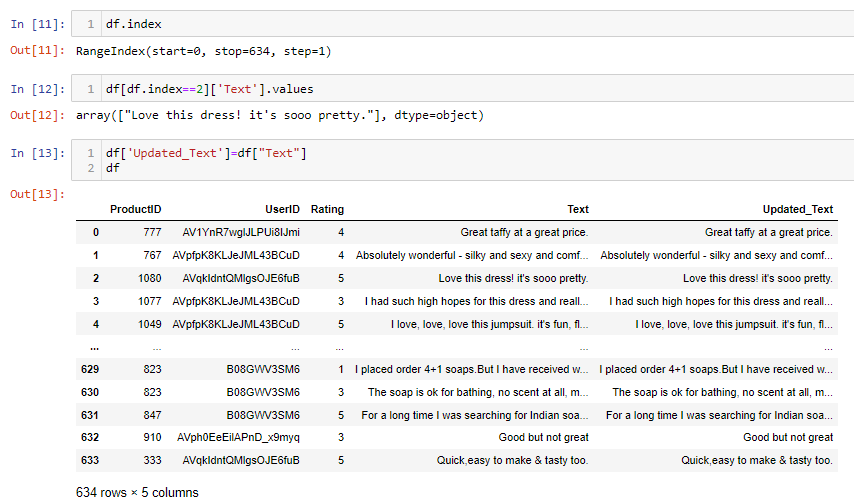 In [11]: 1 df.index
Out[11]: RangeIndex(start=0, stop=634, step=1)
In [12]: 1 df[df.index==2]['Text'].values
Out[12]: array(["Love this dress! it's sooo pretty."], dtype=object)
In [13]: 1 df['Updated_Text']=df["Text"]
2 df
Out[13]:
ProductID UserID Rating Text Updated_Text
0 777 AV1YnR7wglJLPUi8IJmi 4 Great taffy at a great price. Great taffy at a great price.
1 767 AVpfpK8KLJeJML43BCuD 4 Absolutely wonderful - silky and sexy and comf... Absolutely wonderful - silky and sexy and comf...
2 1080 AVqkIdntQMlgsOJE6fuB 5 Love this dress! it's sooo pretty. Love this dress! it's sooo pretty.
3 1077 AVpfpK8KLJeJML43BCuD 3 I had such high hopes for this dress and reall... I had such high hopes for this dress and reall...
4 1049 AVpfpK8KLJeJML43BCuD 5 I love, love, love this jumpsuit. it's fun, fl... I love, love, love this jumpsuit. it's fun, fl...
... ... ... ... ... ...
629 823 B08GWV3SM6 1 I placed order 4+1 soaps.But I have received w... I placed order 4+1 soaps.But I have received w...
630 823 B08GWV3SM6 3 The soap is ok for bathing, no scent at all, m... The soap is ok for bathing, no scent at all, m...
631 847 B08GWV3SM6 5 For a long time I was searching for Indian soa... For a long time I was searching for Indian soa...
632 910 AVph0EeEilAPnD_x9myq 3 Good but not great Good but not great
633 333 AVqkIdntQMlgsOJE6fuB 5 Quick,easy to make & tasty too. Quick,easy to make & tasty too.
634 rows × 5 columns